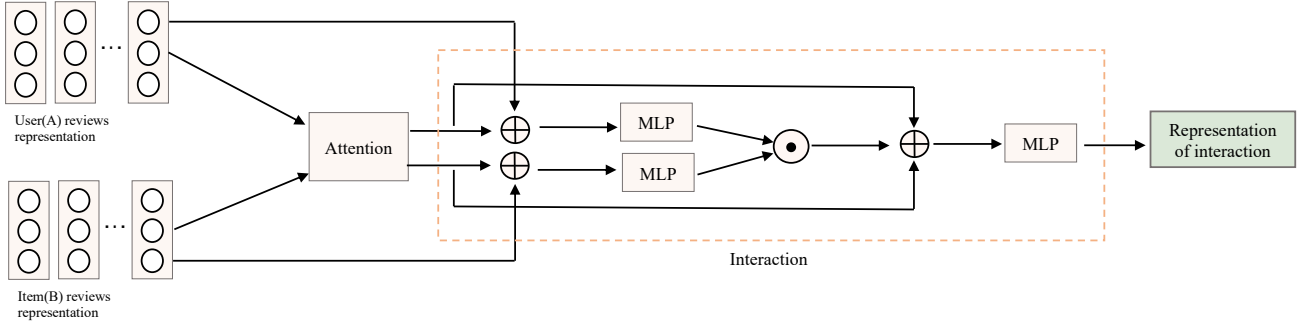 ...
User(A) reviews
representation
Attention
MLP
MLP
MLP
Representation
of interaction
Interaction
...
Item(B) reviews
representation